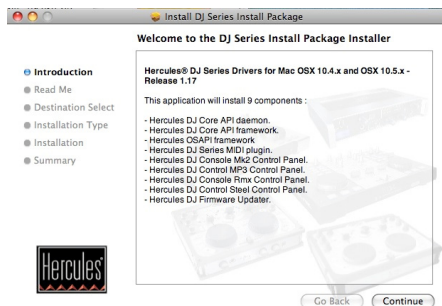 Install DJ Series Install Package
Welcome to the DJ Series Install Package Installer
Introduction
Read Me
Destination Select
Installation Type
Installation
Summary
Hercules® DJ Series Drivers for Mac OSX 10.4.x and OSX 10.5.x -
Release 1.17
This application will install 9 components :
- Hercules DJ Core API daemon.
- Hercules DJ Core API framework.
- Hercules OSAPI framework
- Hercules DJ Series MIDI plugin.
- Hercules DJ Console Mk2 Control Panel.
- Hercules DJ Control MP3 Control Panel.
- Hercules DJ Console Rmx Control Panel.
- Hercules DJ Control Steel Control Panel.
- Hercules DJ Firmware Updater.
Hercules
Go Back
Continue